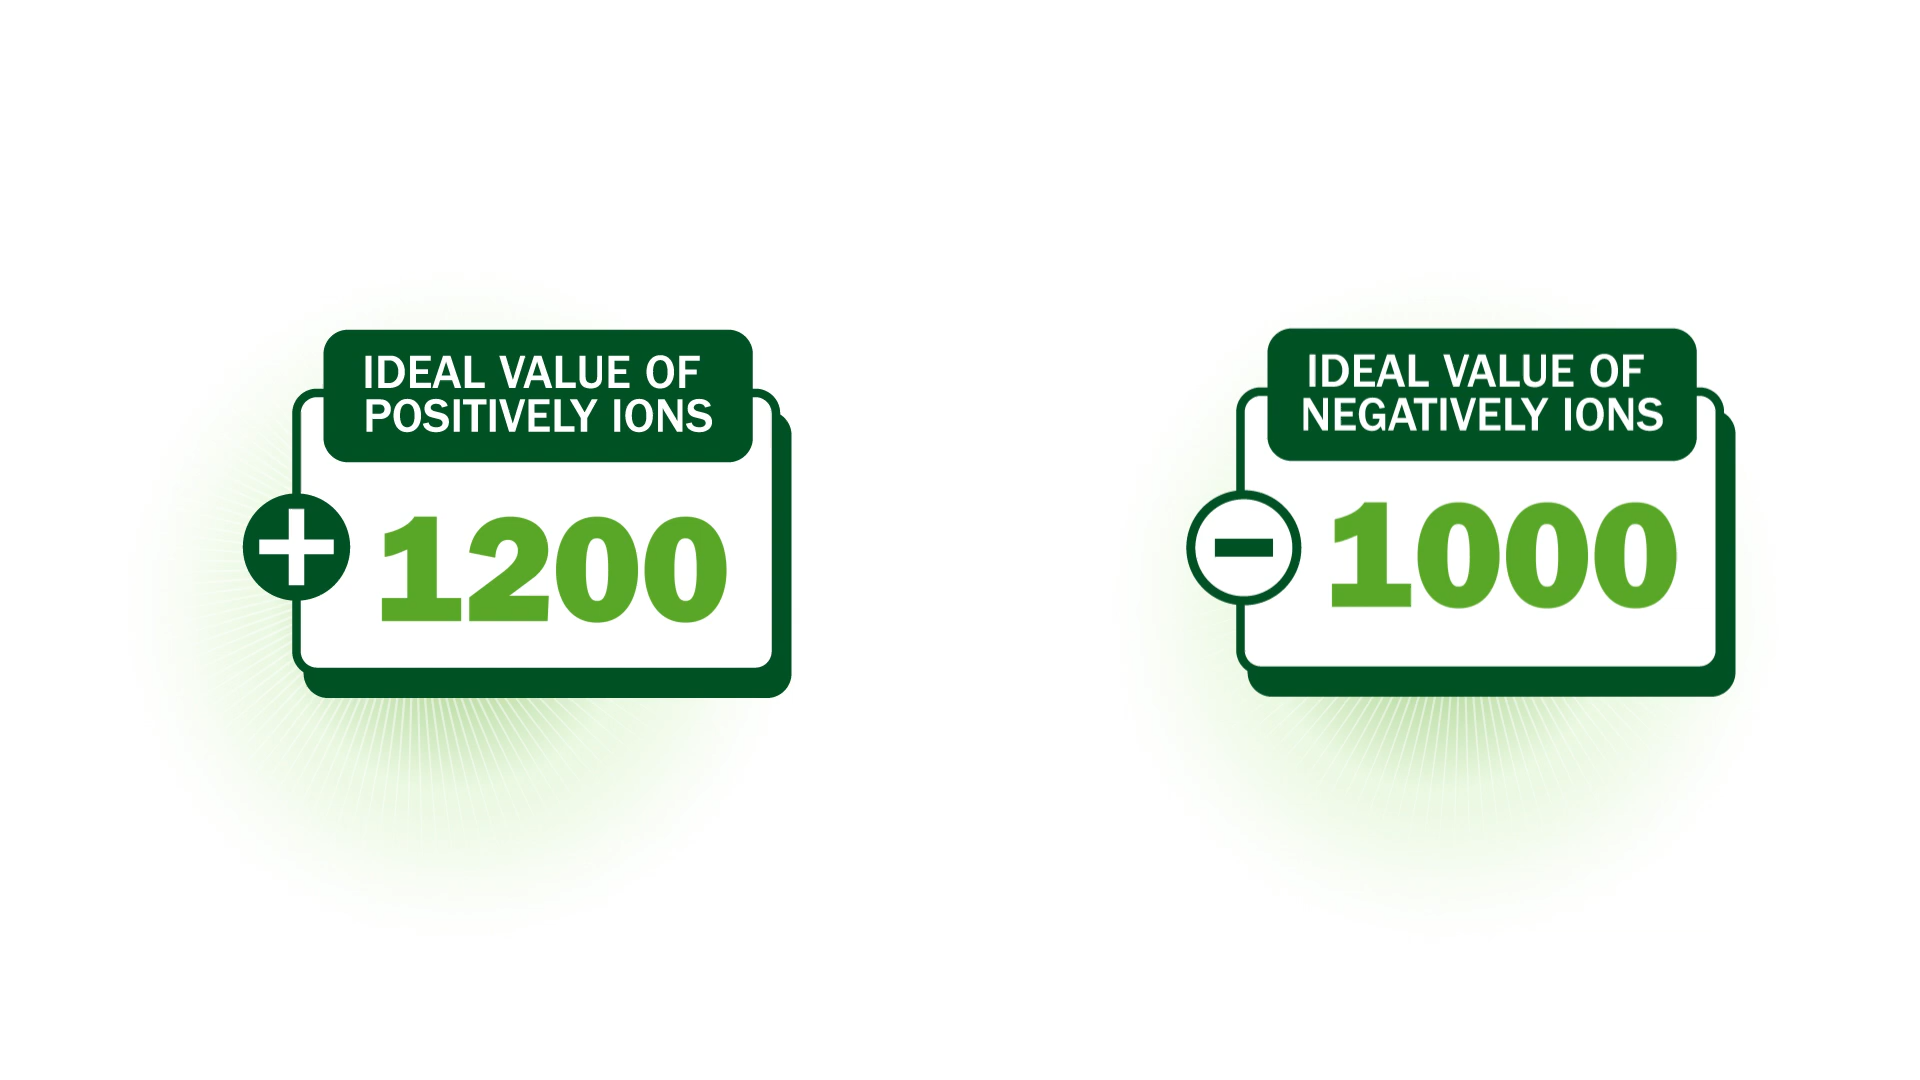 IDEAL VALUE OF
POSITIVELY IONS
+ 1200
IDEAL VALUE OF
NEGATIVELY IONS
- 1000